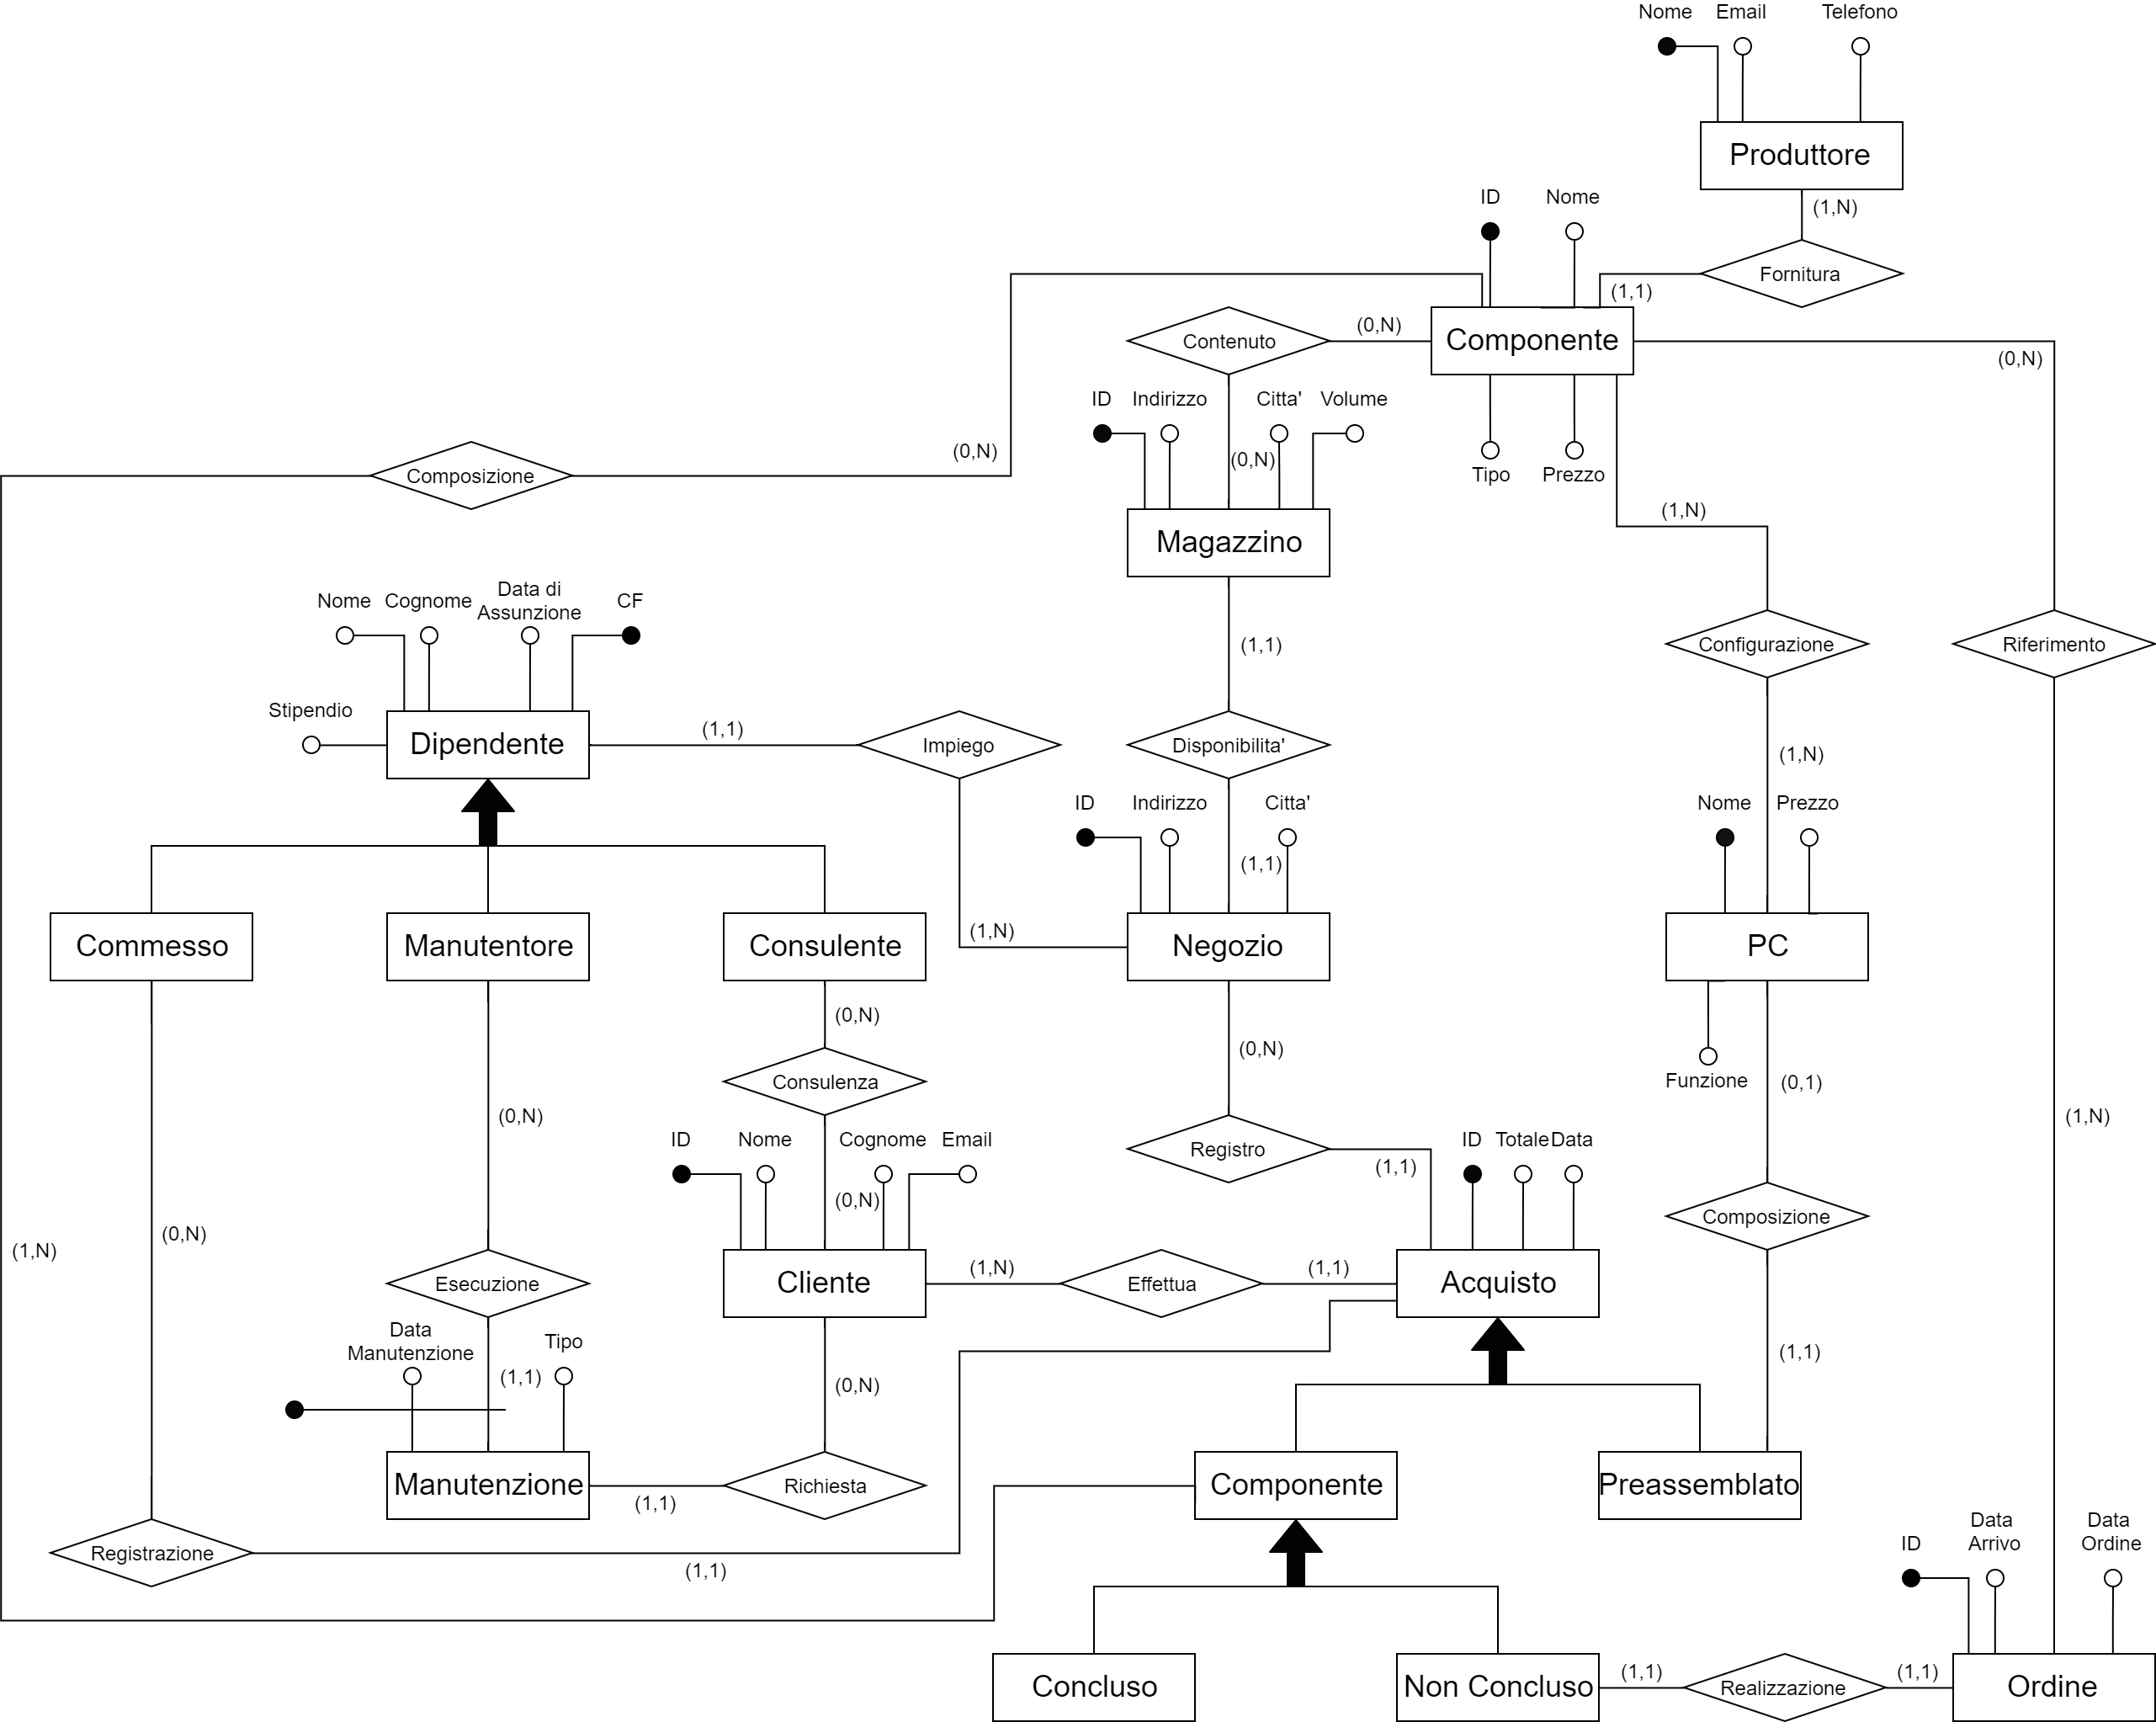 Nome Email Telefono
Produttore
(1,N)
ID Nome
Fornitura
(1,1)
Contenuto
(0,N)
Componente
(0,N)
ID Indirizzo Citta' Volume
(0,N)
(0,N)
Composizione
Tipo Prezzo
(1,N)
Magazzino
Nome Cognome
Data di
Assunzione
CF
(1,1)
Configurazione
Riferimento
Stipendio
Dipendente
(1,1)
Impiego
Disponibilita'
(1,N)
ID Indirizzo Citta'
Nome Prezzo
(1,1)
(1,N)
Commesso
Manutentore
Consulente
Negozio
PC
(0,N)
(0,N)
Consulenza
Funzione
(0,1)
(0,N)
(1,N)
ID Nome Cognome Email
Registro
ID Totale Data
(1,1)
(0,N)
Composizione
(0,N)
(1,N)
(1,N)
Effettua
(1,1)
Esecuzione
Cliente
Acquisto
Data
Manutenzione
Tipo
(1,1)
(0,N)
(1,1)
Manutenzione
(1,1)
Richiesta
Componente
Preassemblato
Registrazione
(1,1)
ID
Data
Arrivo
Data
Ordine
Concluso
Non Concluso
(1,1)
Realizzazione
(1,1)
Ordine